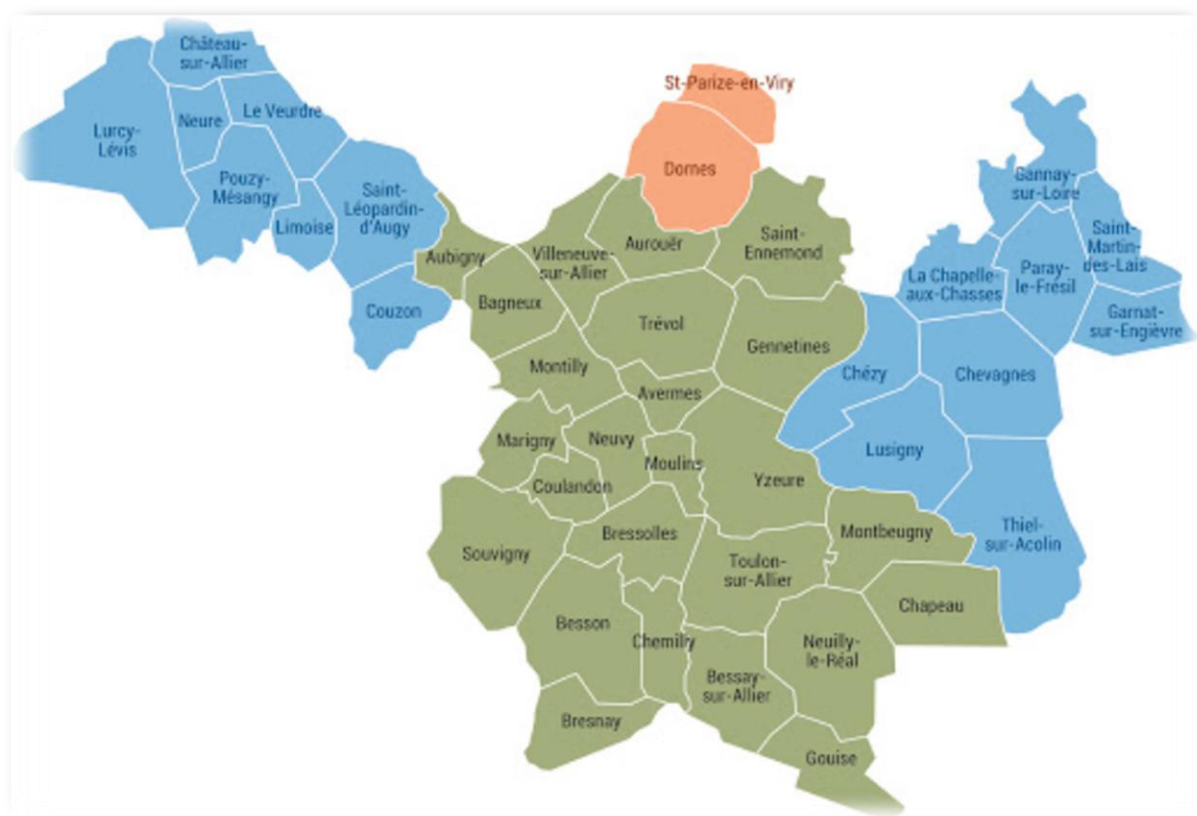 Château-
sur-Allier
St-Parize-en-Viry
Le Veurdre
Neure
Lurcy-
Lévis
Dornes
Pouzy-
Mésangy
Saint-
Léopardin-
d'Augy
Limoise
Gannay-
sur-Loire
Saint-
Martin-
des-Lais
Aubigny
Villeneuve-
sur-Allier
Aurouër
Saint-
Ennemond
La Chapelle-
aux-Chasses
Paray-
le-Frésil
Couzon
Bagneux
Trévol
Gennetines
Garnat-
sur-Engièvre
Montilly
Avermes
Chézy
Chevagnes
Marigny
Neuvy
Moulins
Lusigny
Coulandon
Yzeure
Souvigny
Bressolles
Montbeugny
Thiel-
sur-Acolin
Toulon-
sur-Allier
Besson
Chemilly
Chapeau
Neuilly-
le-Réal
Bessay-
sur-Allier
Bresnay
Gouise